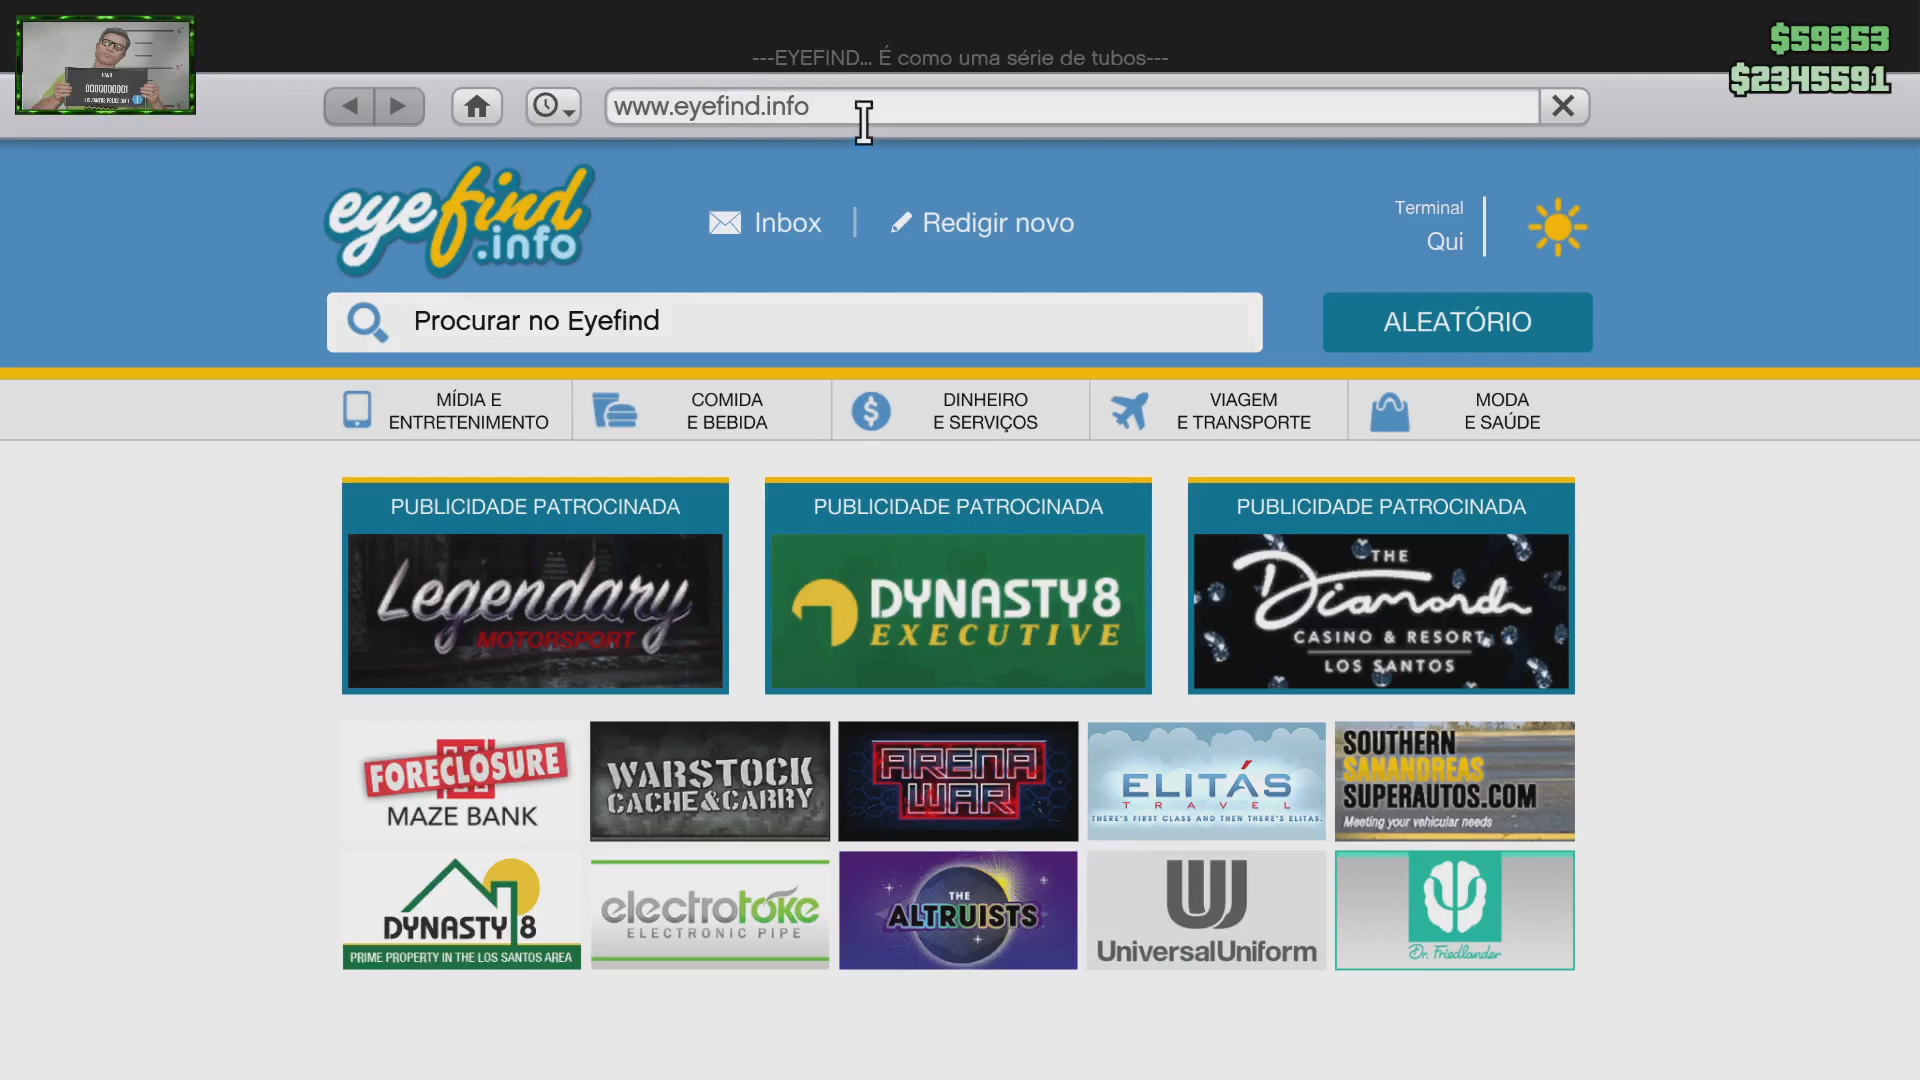 ---EYEFIND... É como uma série de tubos---
$59353
$2345591
0000000001
www.eyefind.info
eyefind
.info
Inbox
Redigir novo
Terminal
Qui
Procurar no Eyefind
ALEATÓRIO
MÍDIA E
ENTRETENIMENTO
COMIDA
E BEBIDA
DINHEIRO
E SERVIÇOS
VIAGEM
E TRANSPORTE
MODA
E SAÚDE
PUBLICIDADE PATROCINADA
Legendary
MOTORSPORT
PUBLICIDADE PATROCINADA
DYNASTY8
EXECUTIVE
PUBLICIDADE PATROCINADA
THE
Diamond
CASINO & RESORT
LOS SANTOS
FORECLOSURE
MAZE BANK
WARSTOCK
CACHE&CARRY
ARENA
WAR
ELITÁS
TRAVEL
THERE'S FIRST CLASS AND THEN THERE'S ELITAS.
SOUTHERN
SANANDREAS
SUPERAUTOS.COM
Meeting your vehicular needs
DYNASTY 8
PRIME PROPERTY IN THE LOS SANTOS AREA
electrotoke
ELECTRONIC PIPE
THE
ALTRUISTS
UniversalUniform
Dr. Friedlander